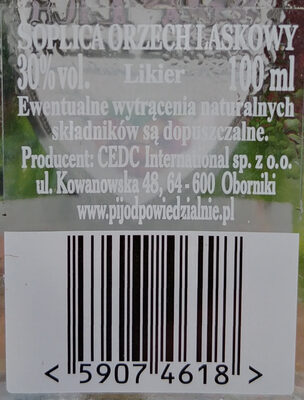 SOPLICA ORZECH LASKOWY
30% vol. Likier 100 ml
Ewentualne wytrącenia naturalnych
składników są dopuszczalne.
Producent: CEDC International sp. z o.o.
ul. Kowanowska 48, 64-600 Oborniki
www.pijodpowiedzialnie.pl
< 5907 4618 >